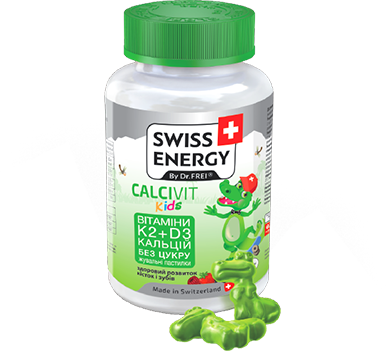 SWISS
ENERGY
By Dr.FREI®
CALCIVIT
Kids
ВІТАМІНИ
K2+D3
КАЛЬЦІЙ
БЕЗ ЦУКРУ
жувальні пастилки
здоровий розвиток
кісток і зубів
Made in Switzerland